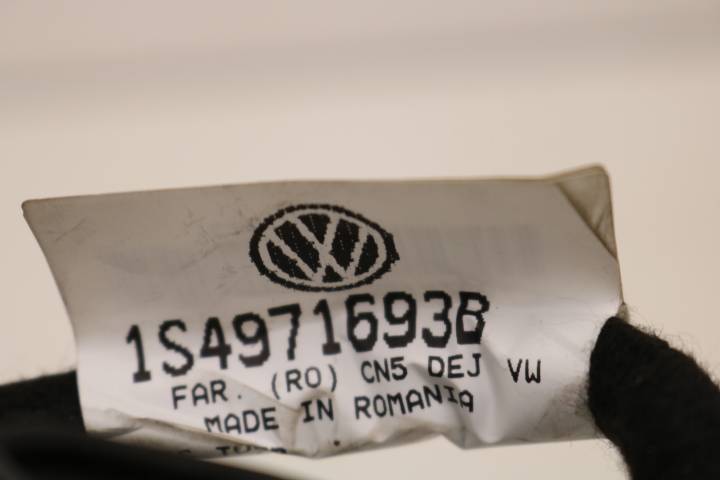 1S4971693B
FAR. (RO) CN5 DEJ VW
MADE IN ROMANIA